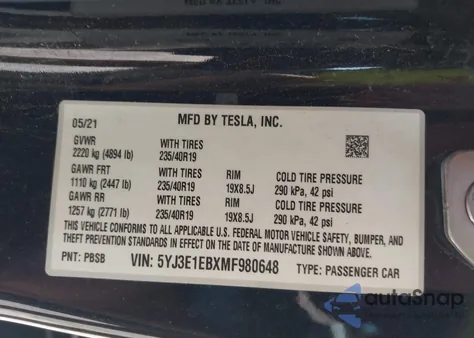 05/21 MFD BY TESLA, INC.
GVWR WITH TIRES
2220 kg (4894 lb) 235/40R19
GAWR FRT WITH TIRES RIM COLD TIRE PRESSURE
1110 kg (2447 lb) 235/40R19 19X8.5J 290 kPa, 42 psi
GAWR RR WITH TIRES RIM COLD TIRE PRESSURE
1257 kg (2771 lb) 235/40R19 19X8.5J 290 kPa, 42 psi
THIS VEHICLE CONFORMS TO ALL APPLICABLE U.S. FEDERAL MOTOR VEHICLE SAFETY, BUMPER, AND
THEFT PREVENTION STANDARDS IN EFFECT ON THE DATE OF MANUFACTURE SHOWN ABOVE.
PNT: PBSB VIN: 5YJ3E1EBXMF980648 TYPE: PASSENGER CAR
autoSnap